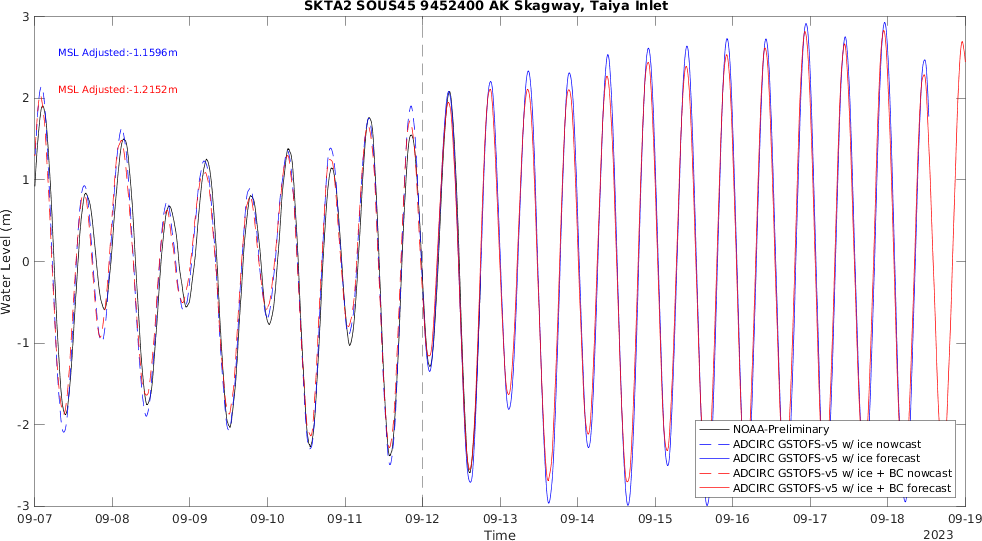 SKTA2 SOUS45 9452400 AK Skagway, Taiya Inlet
MSL Adjusted:-1.1596m
MSL Adjusted:-1.2152m
3
2
1
0
-1
-2
-3
Water Level (m)
NOAA-Preliminary
ADCIRC GSTOFS-v5 w/ ice nowcast
ADCIRC GSTOFS-v5 w/ ice forecast
ADCIRC GSTOFS-v5 w/ ice + BC nowcast
ADCIRC GSTOFS-v5 w/ ice + BC forecast
09-07 09-08 09-09 09-10 09-11 09-12 09-13 09-14 09-15 09-16 09-17 09-18 09-19
Time
2023